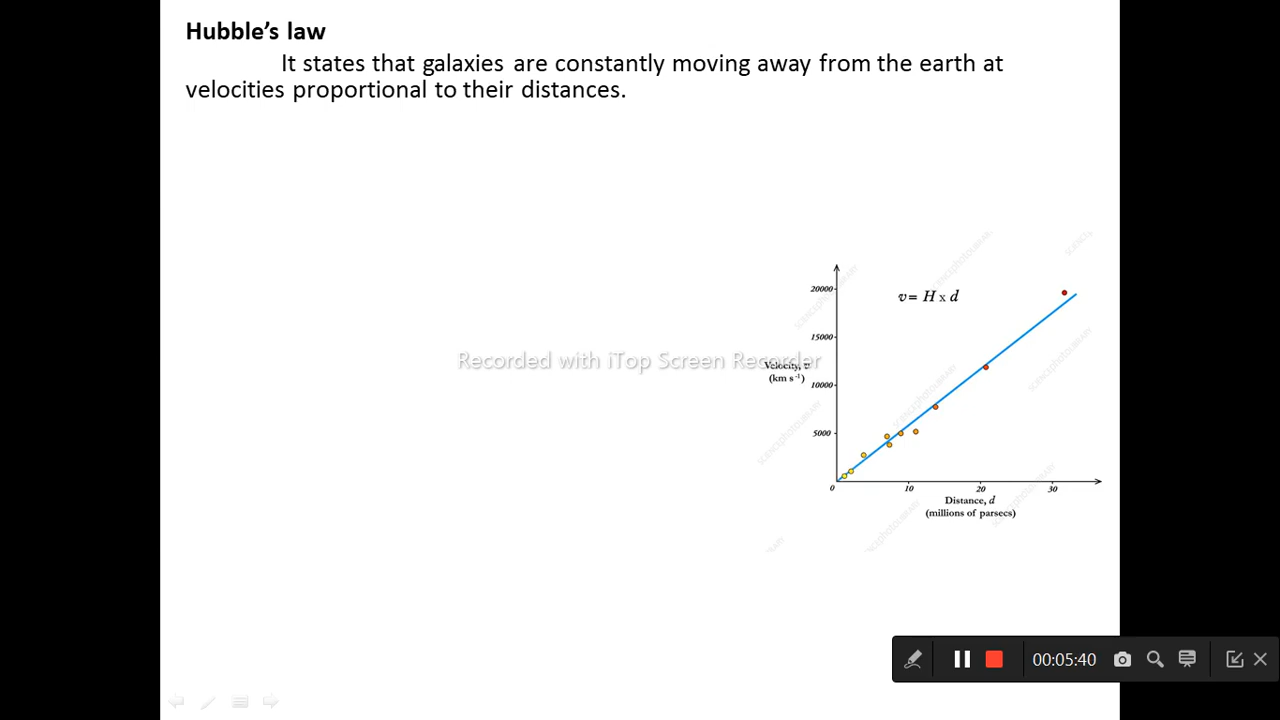 Hubble's law
It states that galaxies are constantly moving away from the earth at
velocities proportional to their distances.
v = H x d
20000
15000
Recorded with iTop Screen Recorder
Velocity, v
(km s⁻¹)
10000
5000
0
10
20
30
Distance, d
(millions of parsecs)
00:05:40